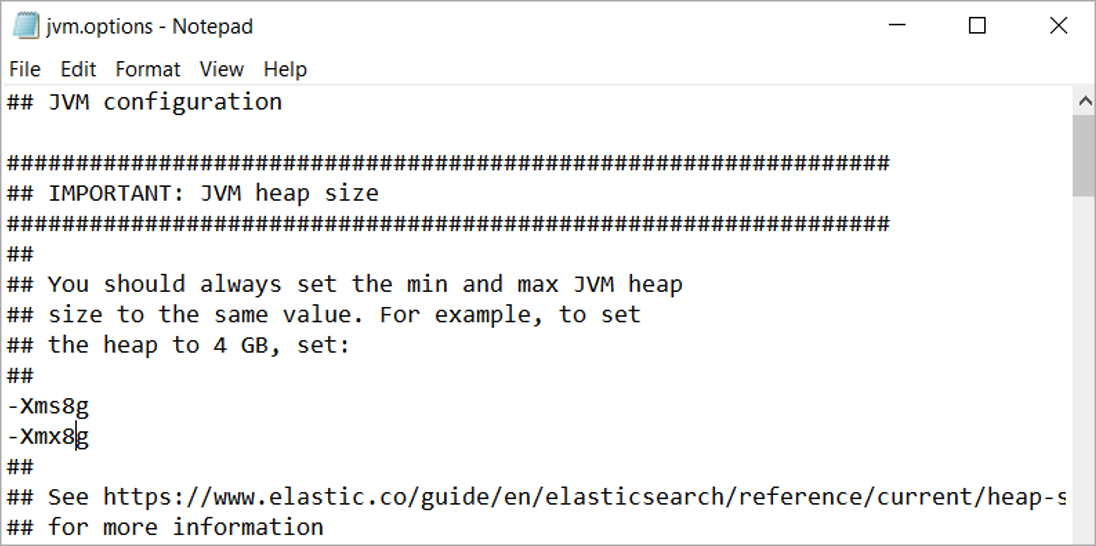 jvm.options - Notepad
File Edit Format View Help
## JVM configuration
################################################################
## IMPORTANT: JVM heap size
################################################################
##
## You should always set the min and max JVM heap
## size to the same value. For example, to set
## the heap to 4 GB, set:
##
-Xms8g
-Xmx8g
##
## See https://www.elastic.co/guide/en/elasticsearch/reference/current/heap-s
## for more information